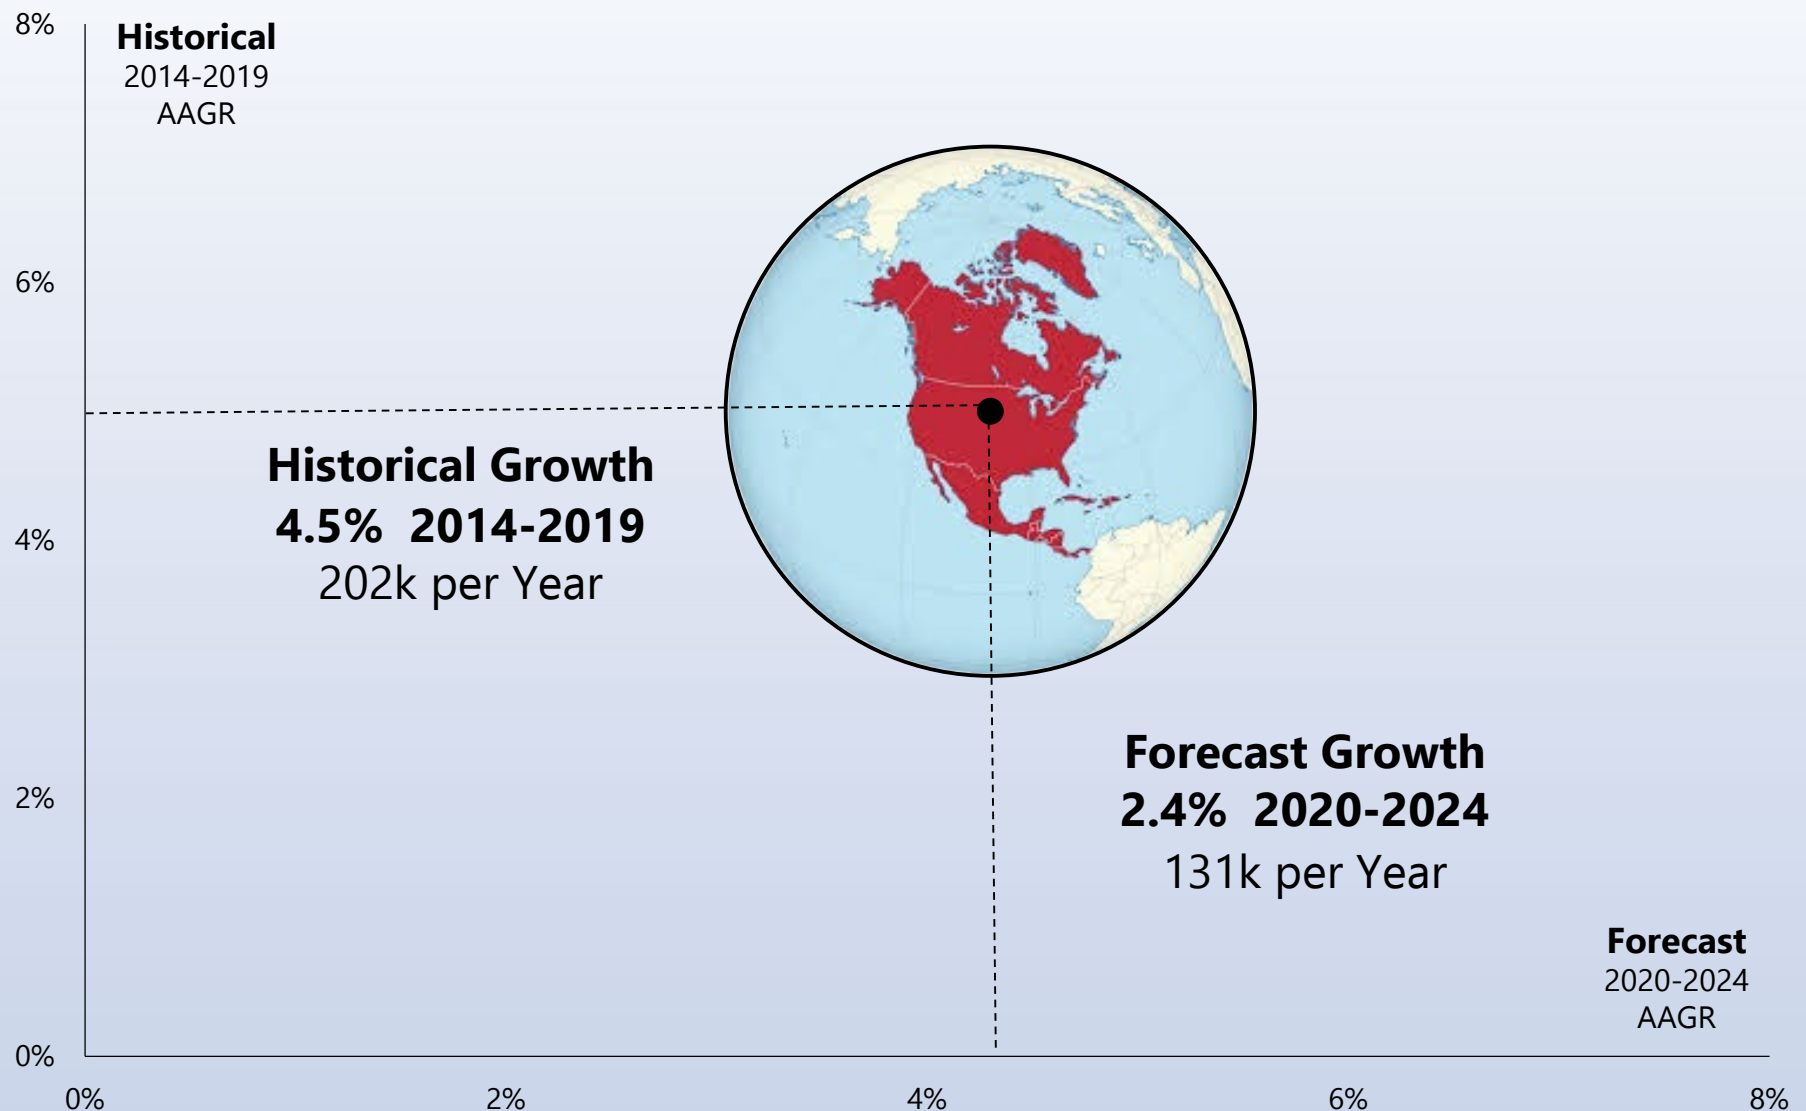 8%
Historical
2014-2019
AAGR
6%
Historical Growth
4.5% 2014-2019
202k per Year
4%
Forecast Growth
2.4% 2020-2024
131k per Year
2%
Forecast
2020-2024
AAGR
0%
0% 2% 4% 6% 8%